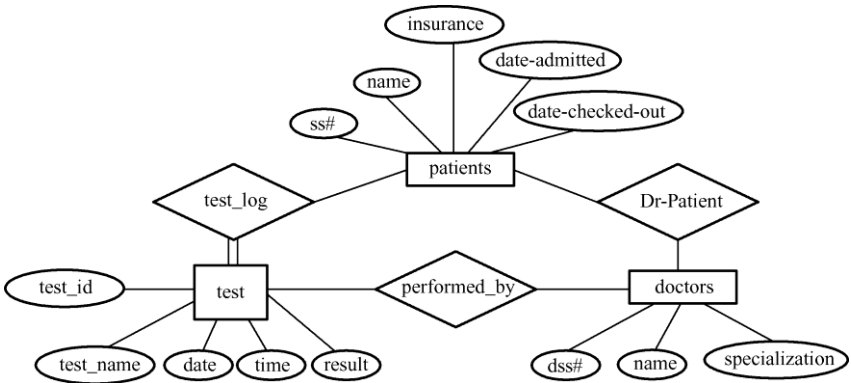 insurance
date-admitted
name
date-checked-out
ss#
patients
test_log
Dr-Patient
test_id
test
performed_by
doctors
test_name
date
time
result
dss#
name
specialization